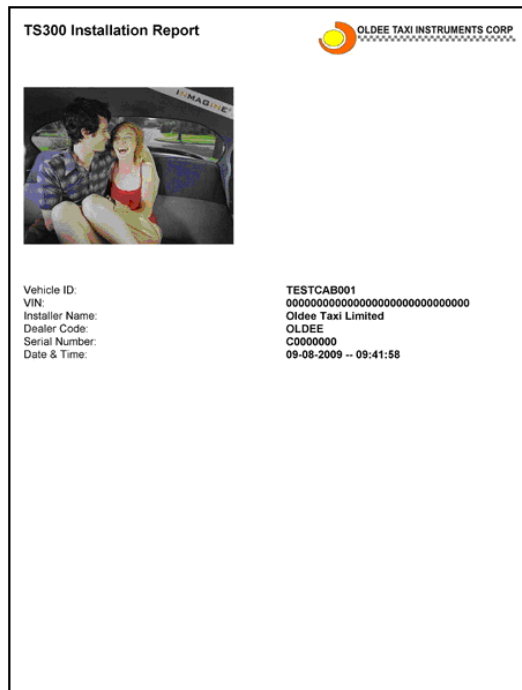 TS300 Installation Report
OLDEE TAXI INSTRUMENTS CORP
INMAGINE
Vehicle ID: TESTCAB001
VIN: 000000000000000000000000000000
Installer Name: Oldee Taxi Limited
Dealer Code: OLDEE
Serial Number: C0000000
Date & Time: 09-08-2009 -- 09:41:58